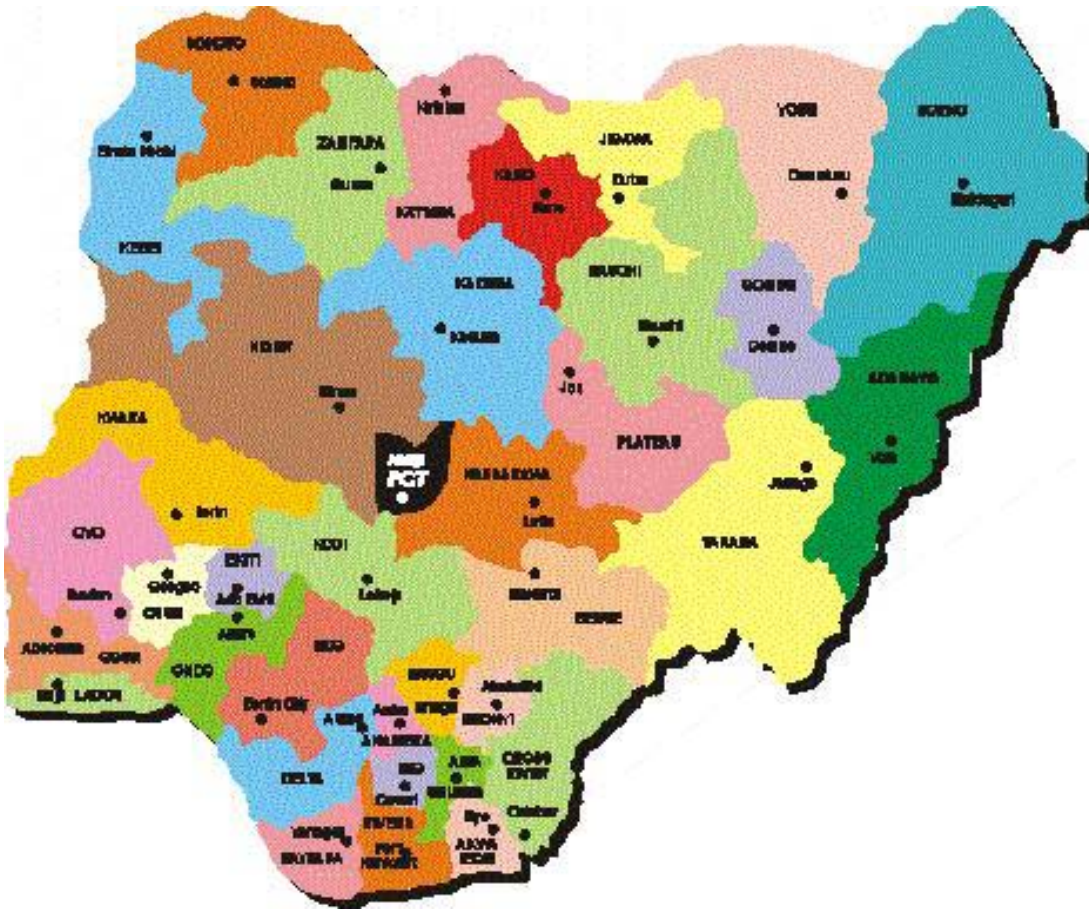 SOKOTO
Sokoto
Birnin Kebbi
ZAMFARA
Gusau
Katsina
KATSINA
KANO
Kano
JIGAWA
Dutse
YOBE
Damaturu
BORNO
Maiduguri
KEBBI
KADUNA
Kaduna
BAUCHI
Bauchi
GOMBE
Gombe
NIGER
Minna
Jos
PLATEAU
ADAMAWA
Yola
KWARA
Ilorin
FCT
NASARAWA
Lafia
Jalingo
TARABA
OYO
Ibadan
Osogbo
OSUN
EKITI
Ado Ekiti
KOGI
Lokoja
Makurdi
BENUE
Abeokuta
OGUN
Akure
ONDO
EDO
Benin City
LAGOS
ENUGU
Enugu
Abakaliki
EBONYI
Asaba
Awka
ANAMBRA
DELTA
IMO
Owerri
ABIA
Umuahia
CROSS
RIVER
Calabar
Yenagoa
BAYELSA
RIVERS
Port
Harcourt
Uyo
AKWA
IBOM